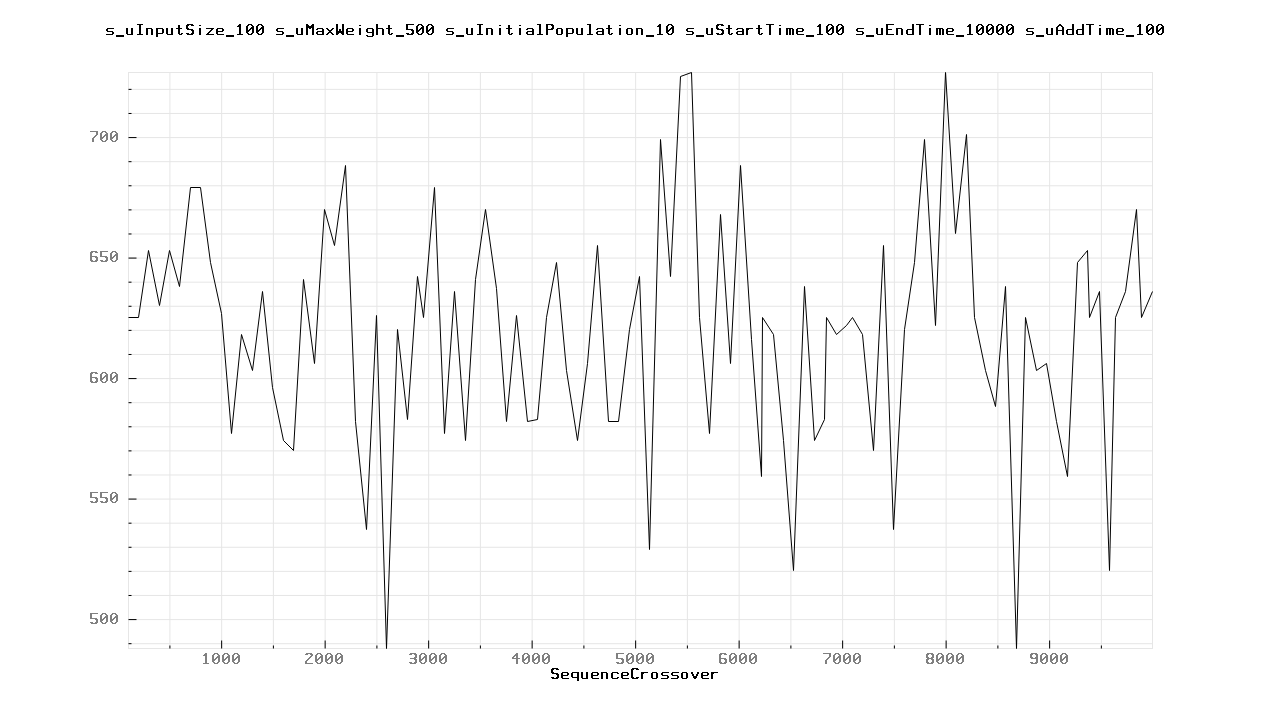 s_uInputSize_100 s_uMaxWeight_500 s_uInitialPopulation_10 s_uStartTime_100 s_uEndTime_10000 s_uAddTime_100
700
650
600
550
500
1000 2000 3000 4000 5000 6000 7000 8000 9000
SequenceCrossover